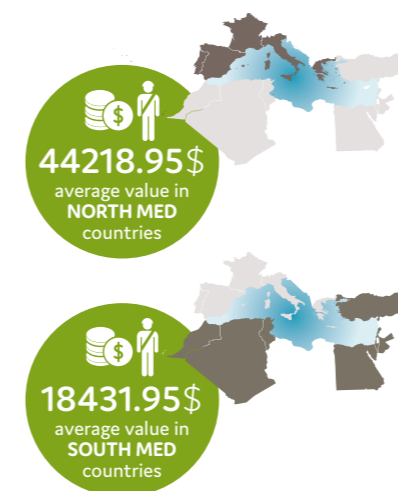 $
44218.95$
average value in
NORTH MED
countries
$
18431.95$
average value in
SOUTH MED
countries